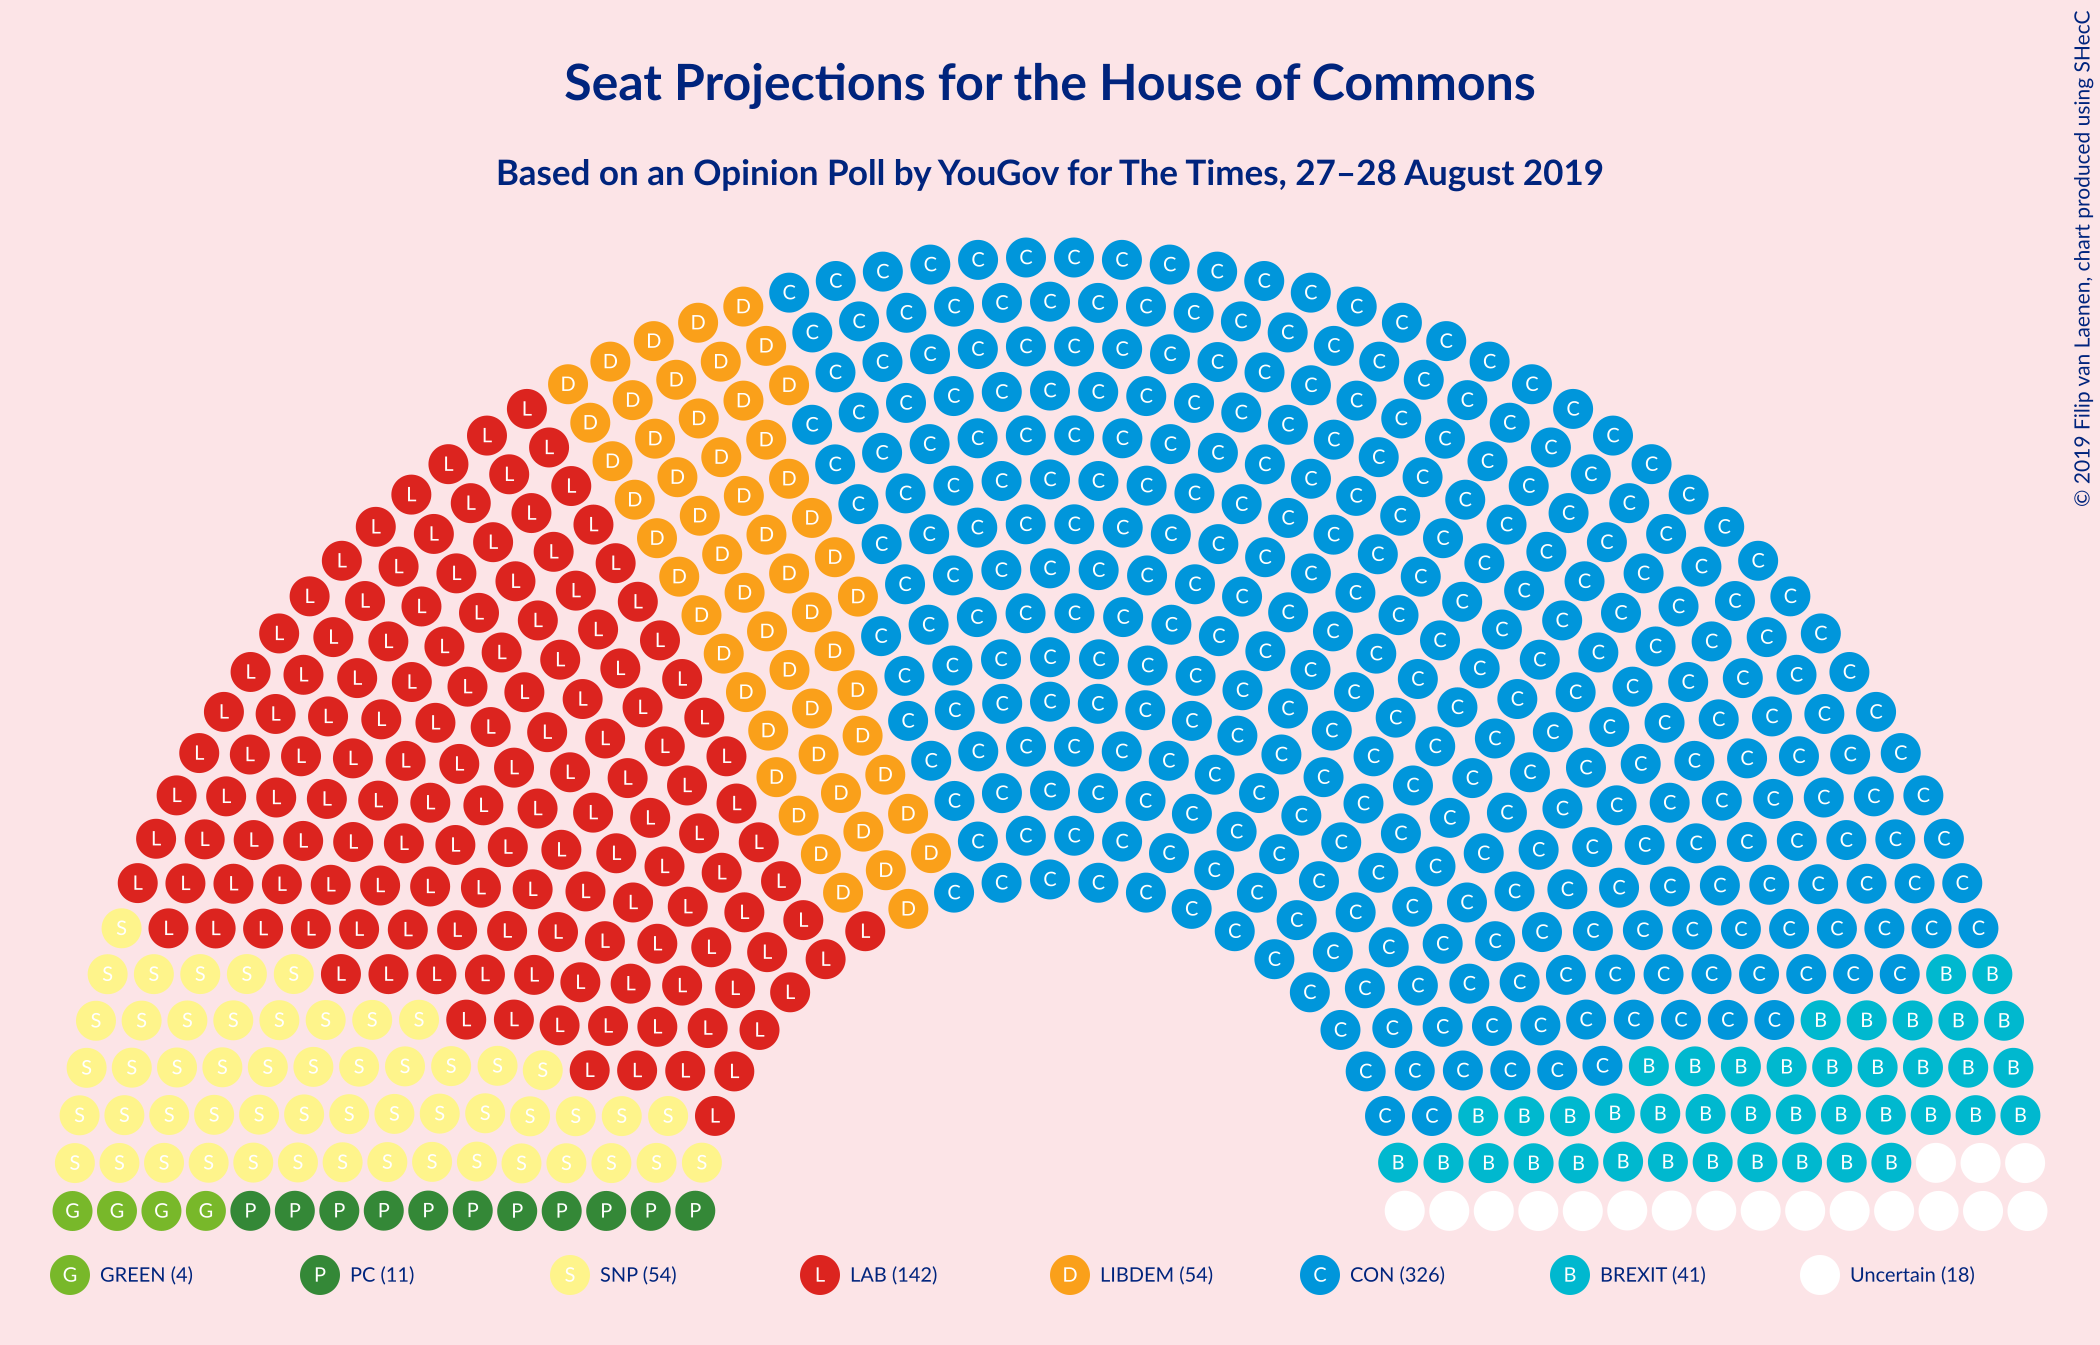 Seat Projections for the House of Commons
Based on an Opinion Poll by YouGov for The Times, 27–28 August 2019
© 2019 Filip van Laenen, chart produced using SHecC
G GREEN (4)
P PC (11)
S SNP (54)
L LAB (142)
D LIBDEM (54)
C CON (326)
B BREXIT (41)
Uncertain (18)